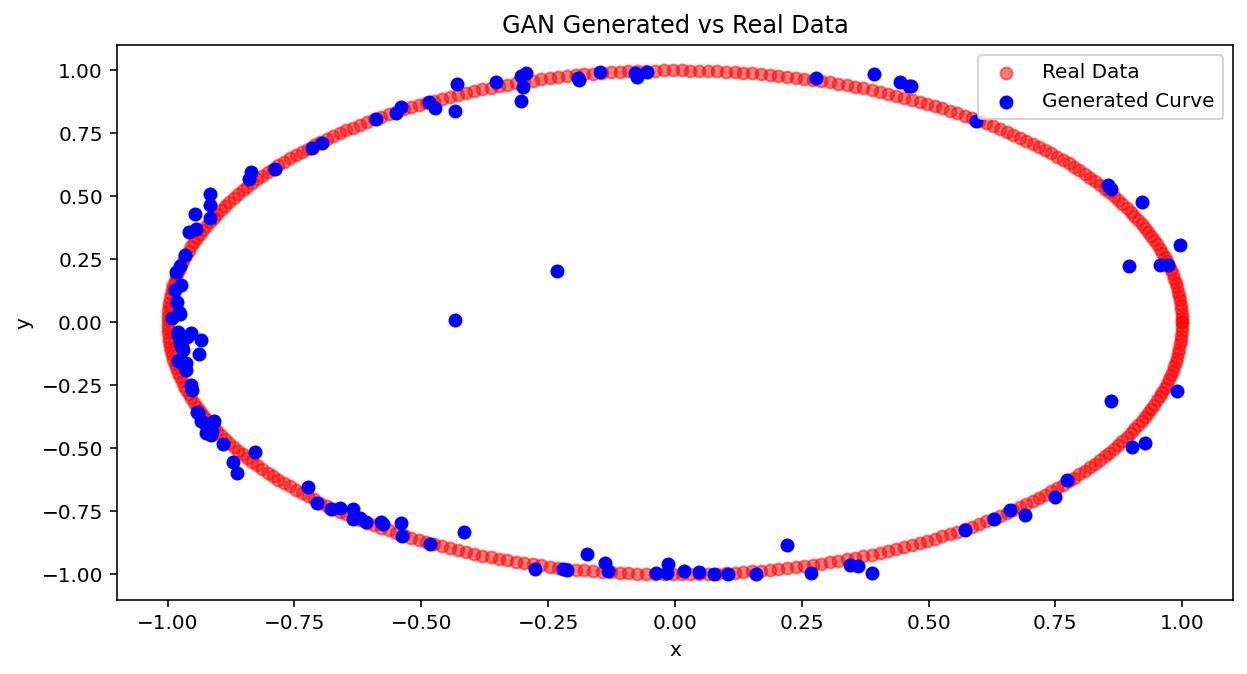 GAN Generated vs Real Data
Real Data
Generated Curve
1.00
0.75
0.50
0.25
0.00
−0.25
−0.50
−0.75
−1.00
y
−1.00 −0.75 −0.50 −0.25 0.00 0.25 0.50 0.75 1.00
x